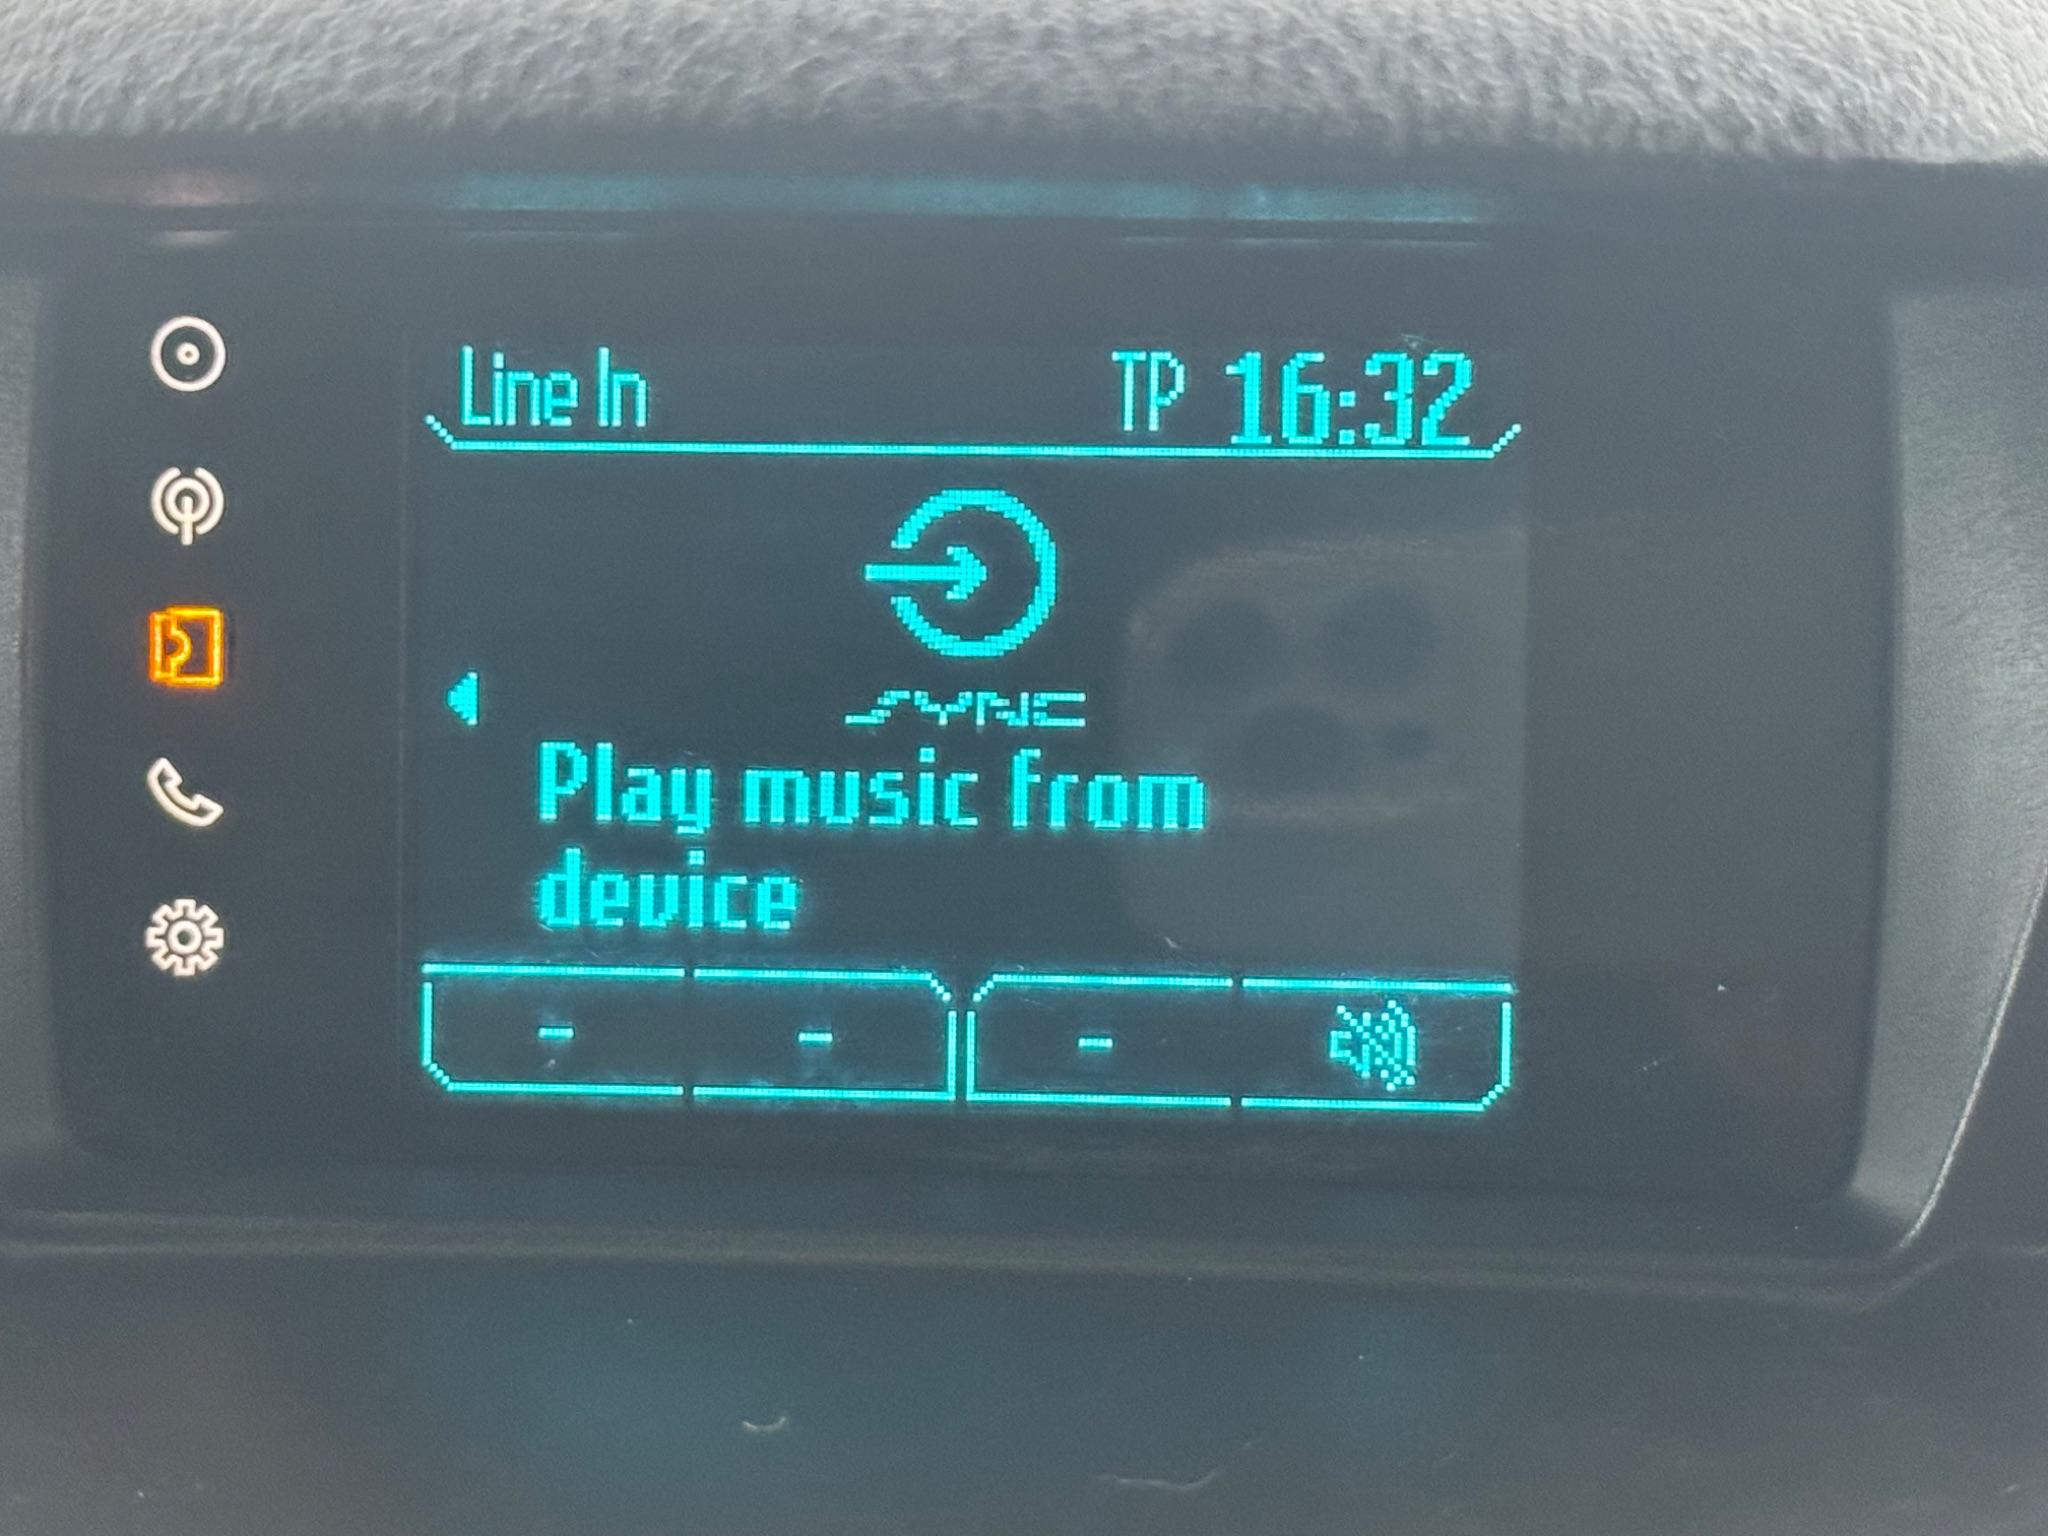 Line In TP 16:32
SYNC
Play music from
device
- - -